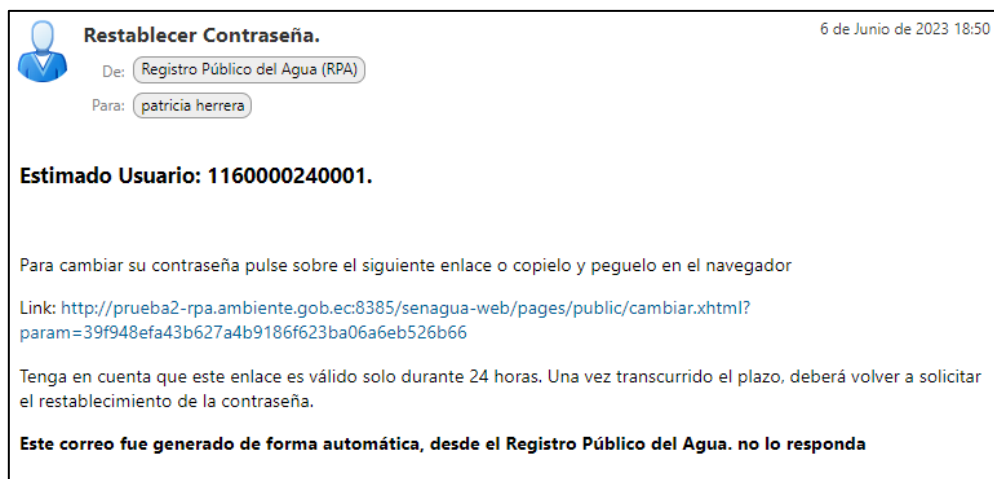 Restablecer Contraseña.
6 de Junio de 2023 18:50
De: Registro Público del Agua (RPA)
Para: patricia herrera
Estimado Usuario: 1160000240001.
Para cambiar su contraseña pulse sobre el siguiente enlace o copielo y peguelo en el navegador
Link: http://prueba2-rpa.ambiente.gob.ec:8385/senagua-web/pages/public/cambiar.xhtml?
param=39f948efa43b627a4b9186f623ba06a6eb526b66
Tenga en cuenta que este enlace es válido solo durante 24 horas. Una vez transcurrido el plazo, deberá volver a solicitar
el restablecimiento de la contraseña.
Este correo fue generado de forma automática, desde el Registro Público del Agua. no lo responda